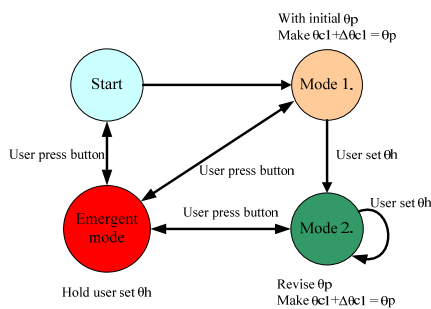 With initial θp
Make θc1+Δθc1 = θp
Start
Mode 1.
User press button
User press button
User set θh
Emergent
mode
User press button
Mode 2.
User set θh
Hold user set θh
Revise θp
Make θc1+Δθc1 = θp